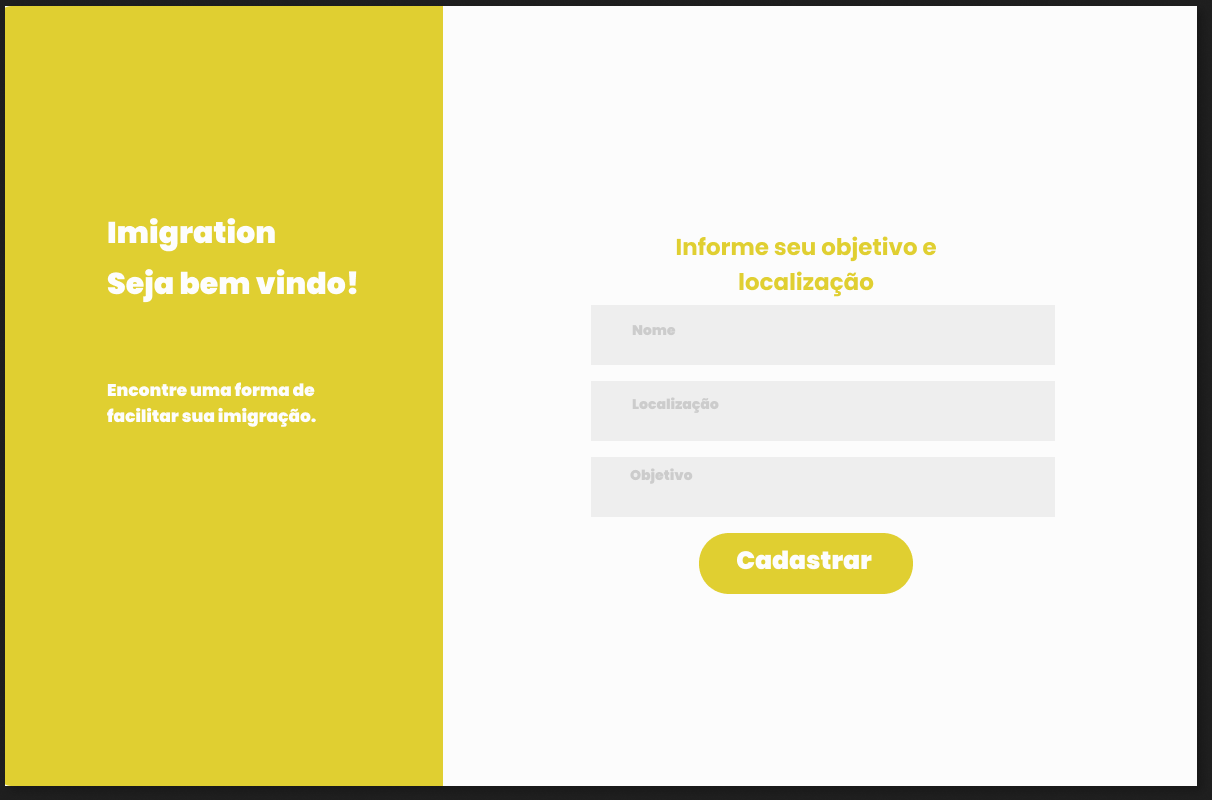 Imigration
Seja bem vindo!
Encontre uma forma de
facilitar sua imigração.
Informe seu objetivo e
localização
Nome
Localização
Objetivo
Cadastrar